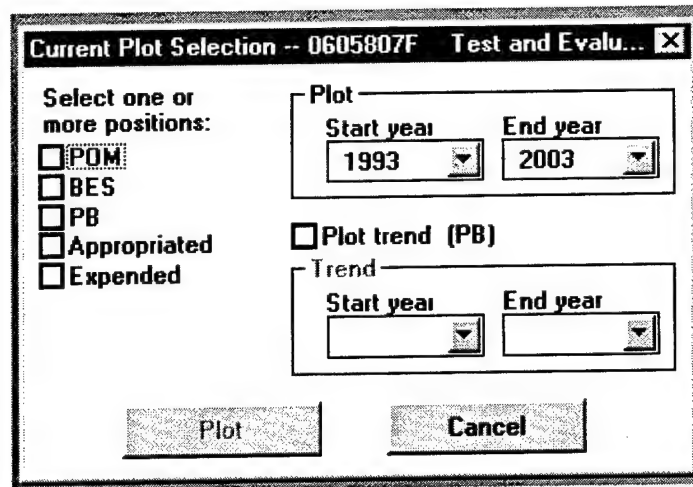 Current Plot Selection -- 0605807F Test and Evalu...
Select one or
more positions:
POM
BES
PB
Appropriated
Expended
Plot
Start year
End year
1993
2003
Plot trend (PB)
Trend
Start year
End year
Plot
Cancel